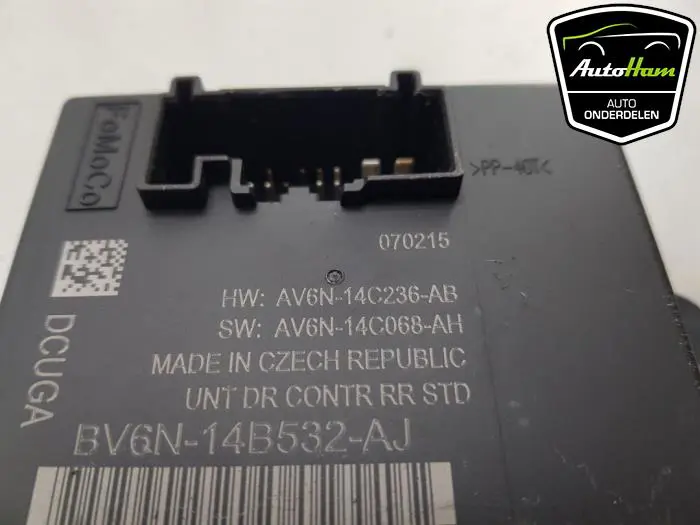 AutoHam
AUTO
ONDERDELEN
FoMoCo
>PP-40T<
070215
HW: AV6N-14C236-AB
SW: AV6N-14C068-AH
MADE IN CZECH REPUBLIC
UNT DR CONTR RR STD
DCUGA
BV6N-14B532-AJ